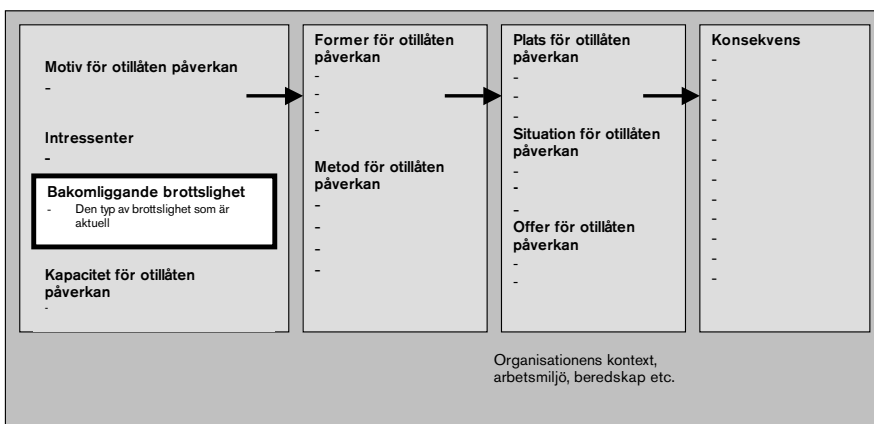 Motiv för otillåten påverkan
-
Intressenter
-
Bakomliggande brottslighet
- Den typ av brottslighet som är
aktuell
Kapacitet för otillåten
påverkan
-
Former för otillåten
påverkan
-
-
-
-
Metod för otillåten
påverkan
-
-
-
-
Plats för otillåten
påverkan
-
-
-
Situation för otillåten
påverkan
-
-
-
Offer för otillåten
påverkan
-
-
Konsekvens
-
-
-
-
-
-
-
-
-
-
-
-
Organisationens kontext,
arbetsmiljö, beredskap etc.